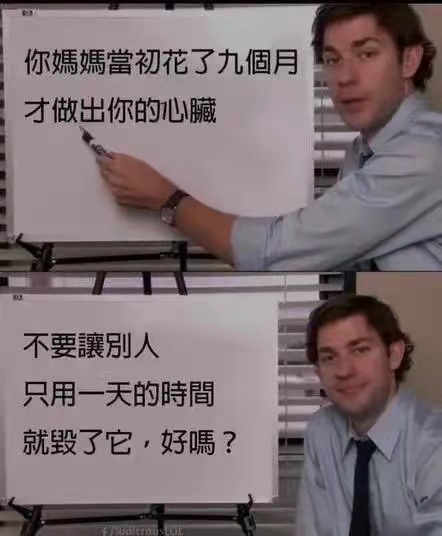 你媽媽當初花了九個月
才做出你的心臟
不要讓別人
只用一天的時間
就毀了它，好嗎？